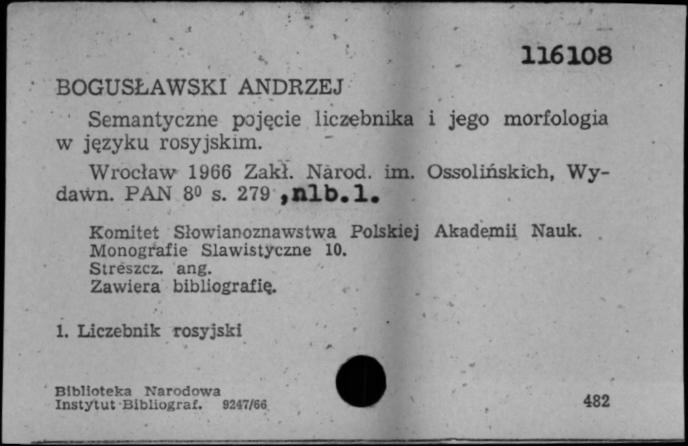 116108
BOGUSŁAWSKI ANDRZEJ
Semantyczne pojęcie liczebnika i jego morfologia
w języku rosyjskim.
Wrocław 1966 Zakł. Narod. im. Ossolińskich, Wy-
dawn. PAN 8º s. 279 ,nlb.1.
Komitet Słowianoznawstwa Polskiej Akademii Nauk.
Monografie Slawistyczne 10.
Streszcz. ang.
Zawiera bibliografię.
1. Liczebnik rosyjski
Biblioteka Narodowa
Instytut Bibliograf. 9247/66
482